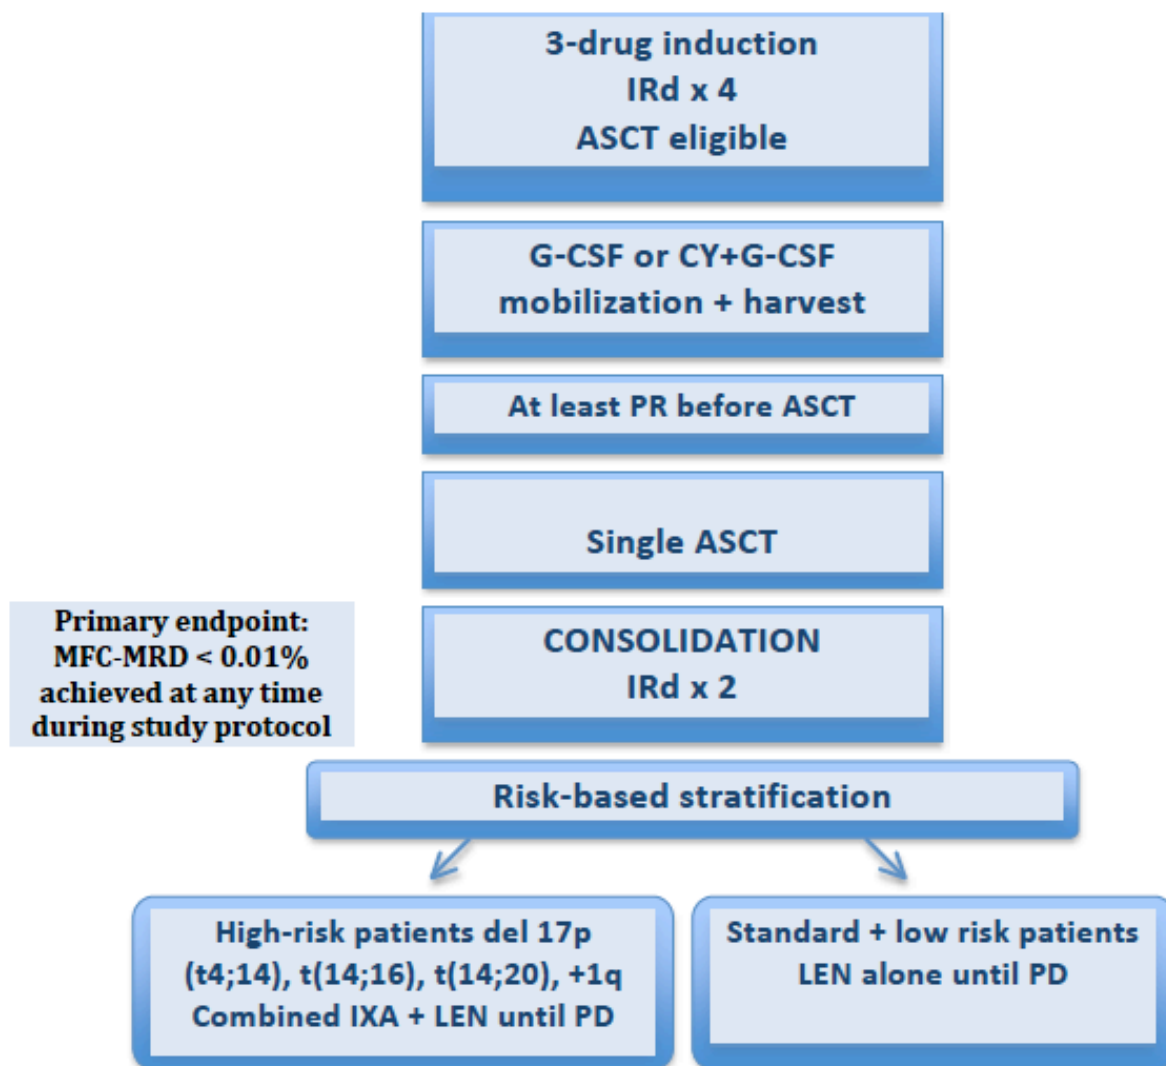 3-drug induction
IRd x 4
ASCT eligible
G-CSF or CY+G-CSF
mobilization + harvest
At least PR before ASCT
Single ASCT
Primary endpoint:
MFC-MRD < 0.01%
achieved at any time
during study protocol
CONSOLIDATION
IRd x 2
Risk-based stratification
High-risk patients del 17p
(t4;14), t(14;16), t(14;20), +1q
Combined IXA + LEN until PD
Standard + low risk patients
LEN alone until PD